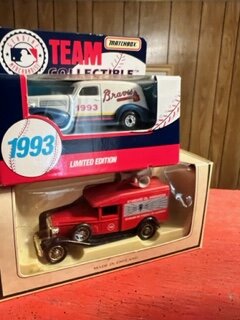 MATCHBOX
TEAM
COLLECTIBLE
Braves
1993
1993
LIMITED EDITION
MADE IN ENGLAND